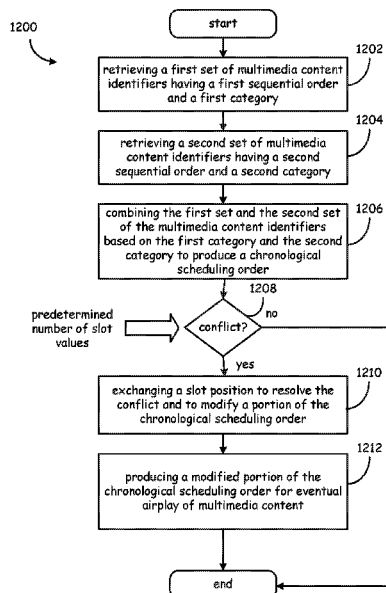 1200
start
1202
retrieving a first set of multimedia content
identifiers having a first sequential order
and a first category
1204
retrieving a second set of multimedia
content identifiers having a second
sequential order and a second category
1206
combining the first set and the second set
of the multimedia content identifiers
based on the first category and the second
category to produce a chronological
scheduling order
1208
predetermined
number of slot
values
conflict?
no
yes
1210
exchanging a slot position to resolve the
conflict and to modify a portion of the
chronological scheduling order
1212
producing a modified portion of the
chronological scheduling order for eventual
airplay of multimedia content
end